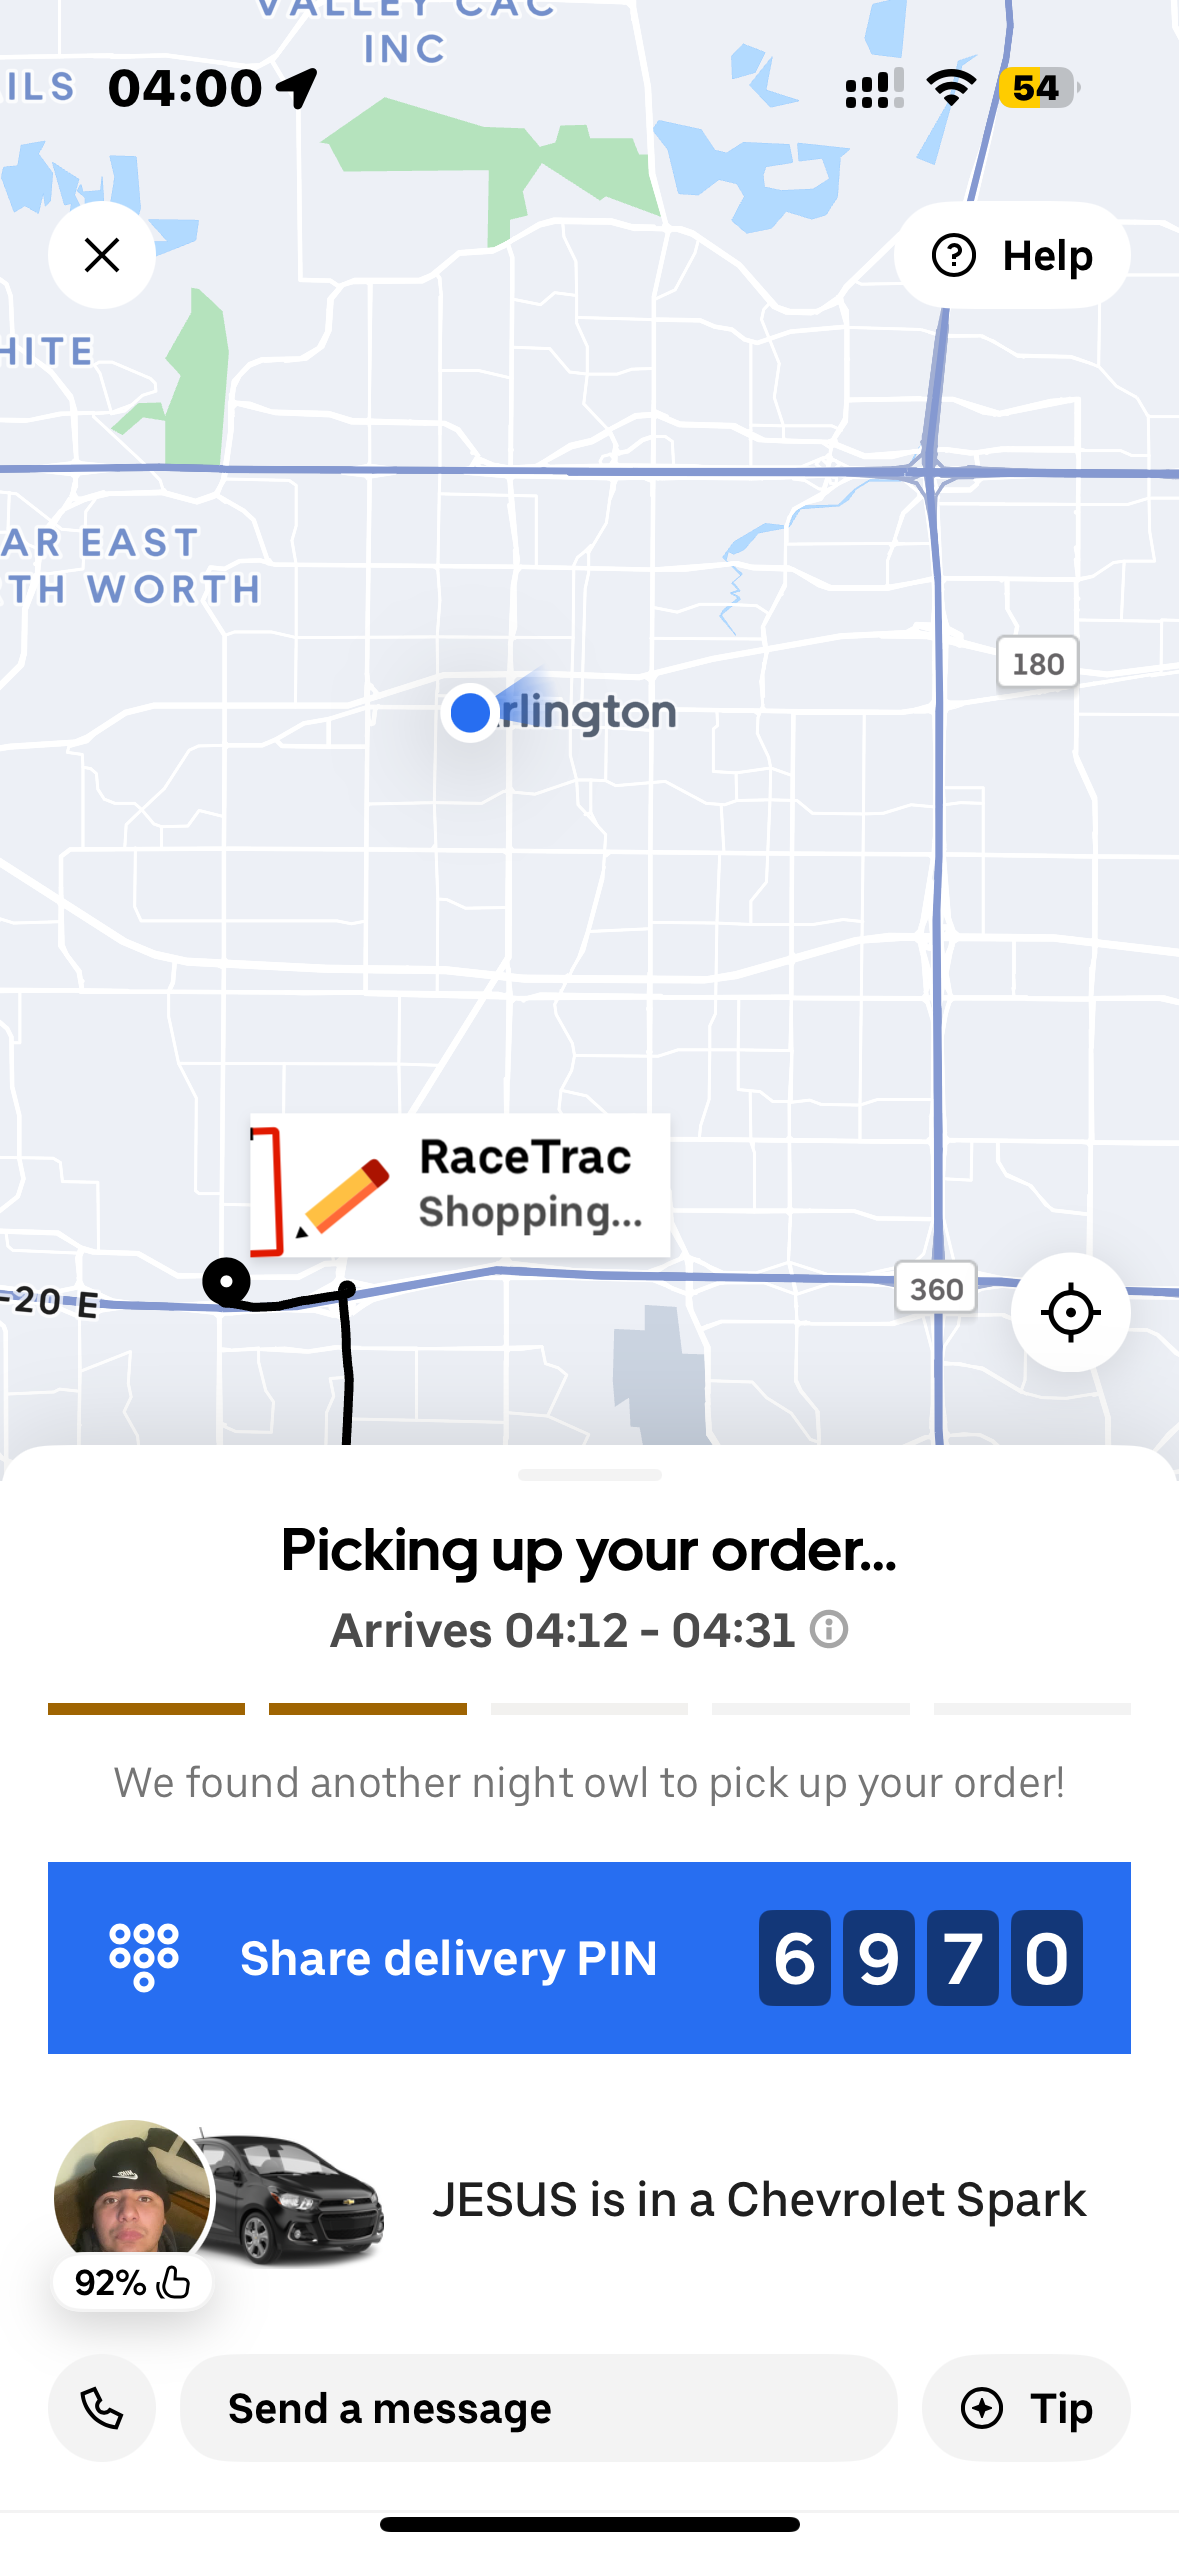 VALLEY CAC
INC
ILS
04:00
54
Help
HITE
AR EAST
TH WORTH
180
rlington
RaceTrac
Shopping...
-20 E
360
Picking up your order...
Arrives 04:12 - 04:31
We found another night owl to pick up your order!
Share delivery PIN
6 9 7 0
JESUS is in a Chevrolet Spark
92%
Send a message
Tip